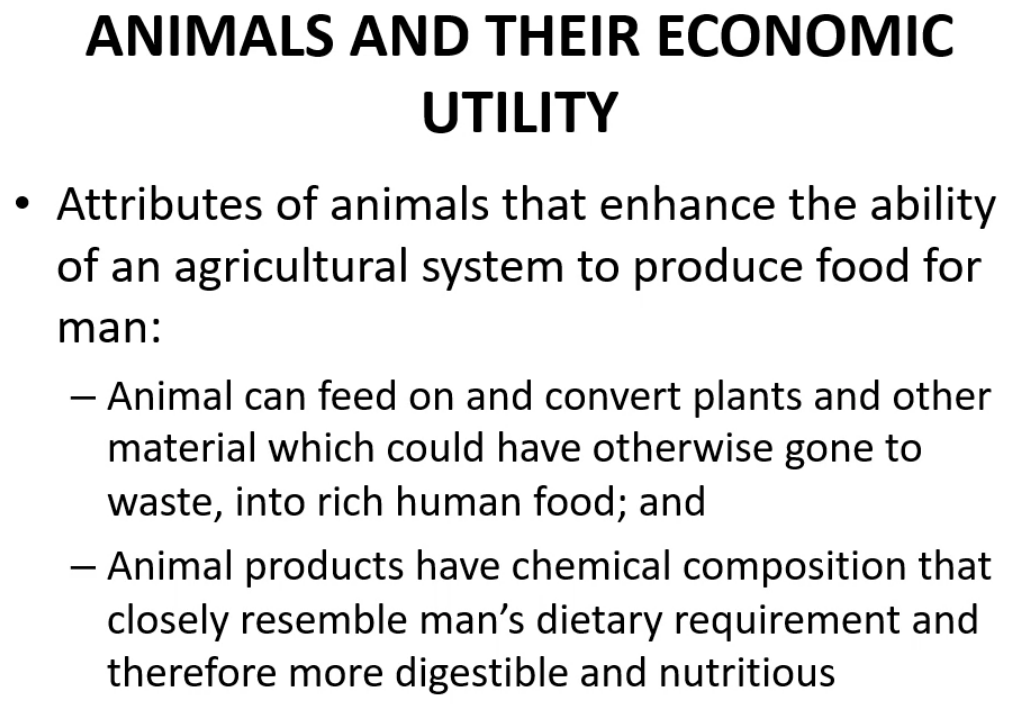 ANIMALS AND THEIR ECONOMIC
UTILITY
• Attributes of animals that enhance the ability
of an agricultural system to produce food for
man:
– Animal can feed on and convert plants and other
material which could have otherwise gone to
waste, into rich human food; and
– Animal products have chemical composition that
closely resemble man’s dietary requirement and
therefore more digestible and nutritious